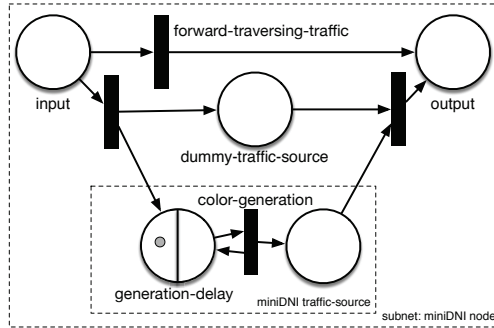 forward-traversing-traffic
input
output
dummy-traffic-source
color-generation
generation-delay
miniDNI traffic-source
subnet: miniDNI node